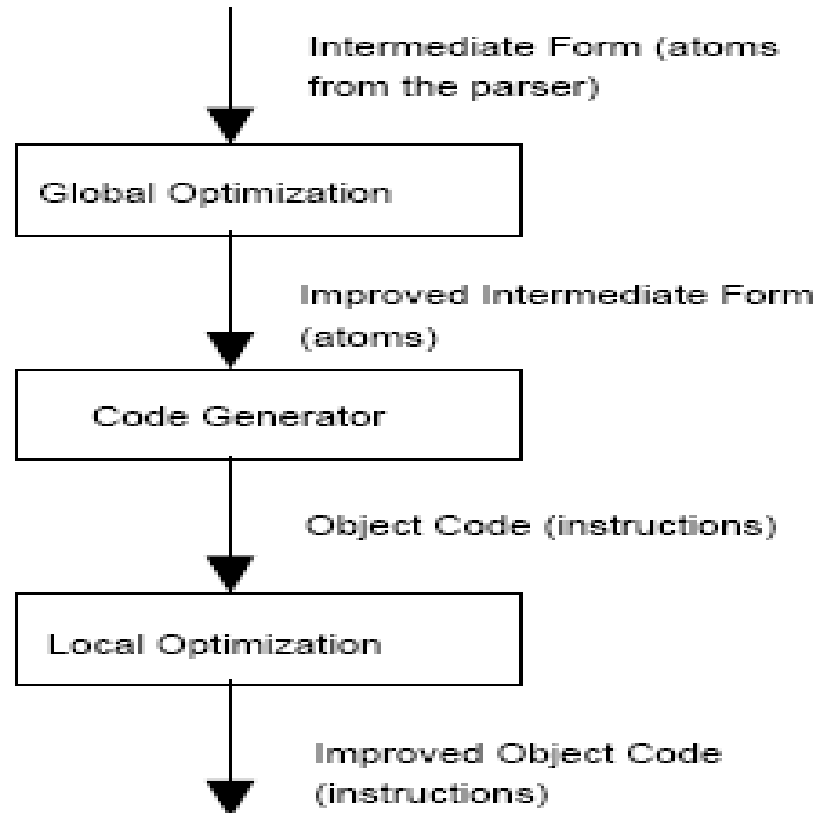 Intermediate Form (atoms
from the parser)
Global Optimization
Improved Intermediate Form
(atoms)
Code Generator
Object Code (instructions)
Local Optimization
Improved Object Code
(instructions)